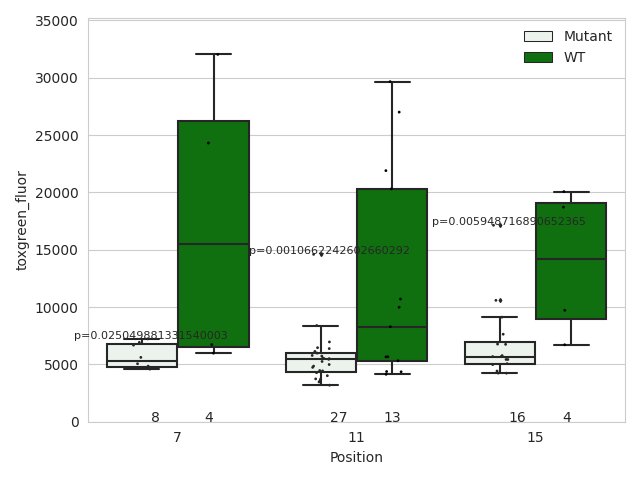 35000
30000
25000
20000
15000
10000
5000
0
toxgreen_fluor
Mutant
WT
p=0.025049881331540003
p=0.0010662242602660292
p=0.005948716890652365
8 4 27 13 16 4
7 11 15
Position